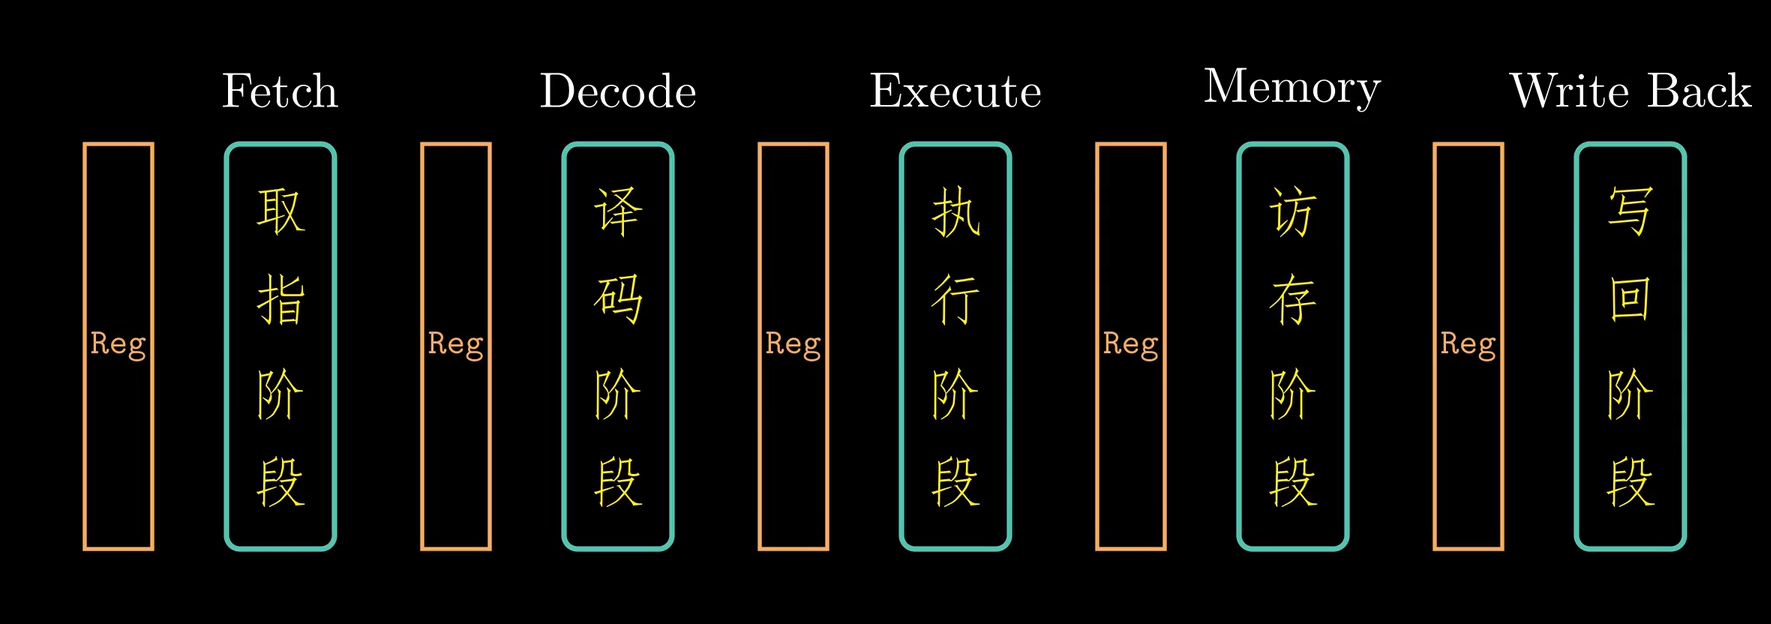 Fetch
Decode
Execute
Memory
Write Back
Reg
取指阶段
Reg
译码阶段
Reg
执行阶段
Reg
访存阶段
Reg
写回阶段